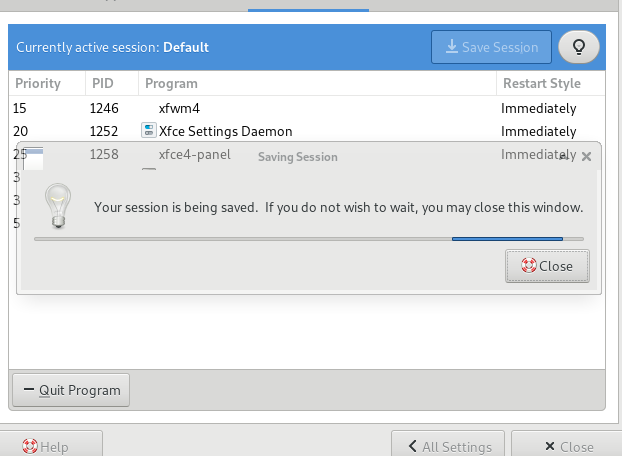 Currently active session: Default
Save Session
Priority PID Program Restart Style
15 1246 xfwm4 Immediately
20 1252 Xfce Settings Daemon Immediately
25 1258 xfce4-panel Immediately
Saving Session
3
3
5
Your session is being saved. If you do not wish to wait, you may close this window.
Close
Quit Program
Help
All Settings
Close